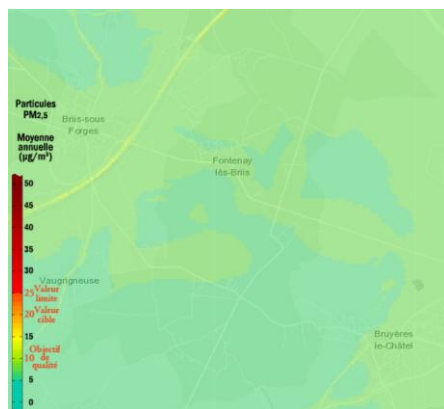 Particules
PM2,5
Moyenne
annuelle
(µg/m³)
50
45
40
35
30
25 Valeur
limite
20 Valeur
cible
15
Objectif
10 de
qualité
5
0
Briis-sous
Forges
Fontenay
lès-Briis
Vaugrigneuse
Bruyères
le-Châtel